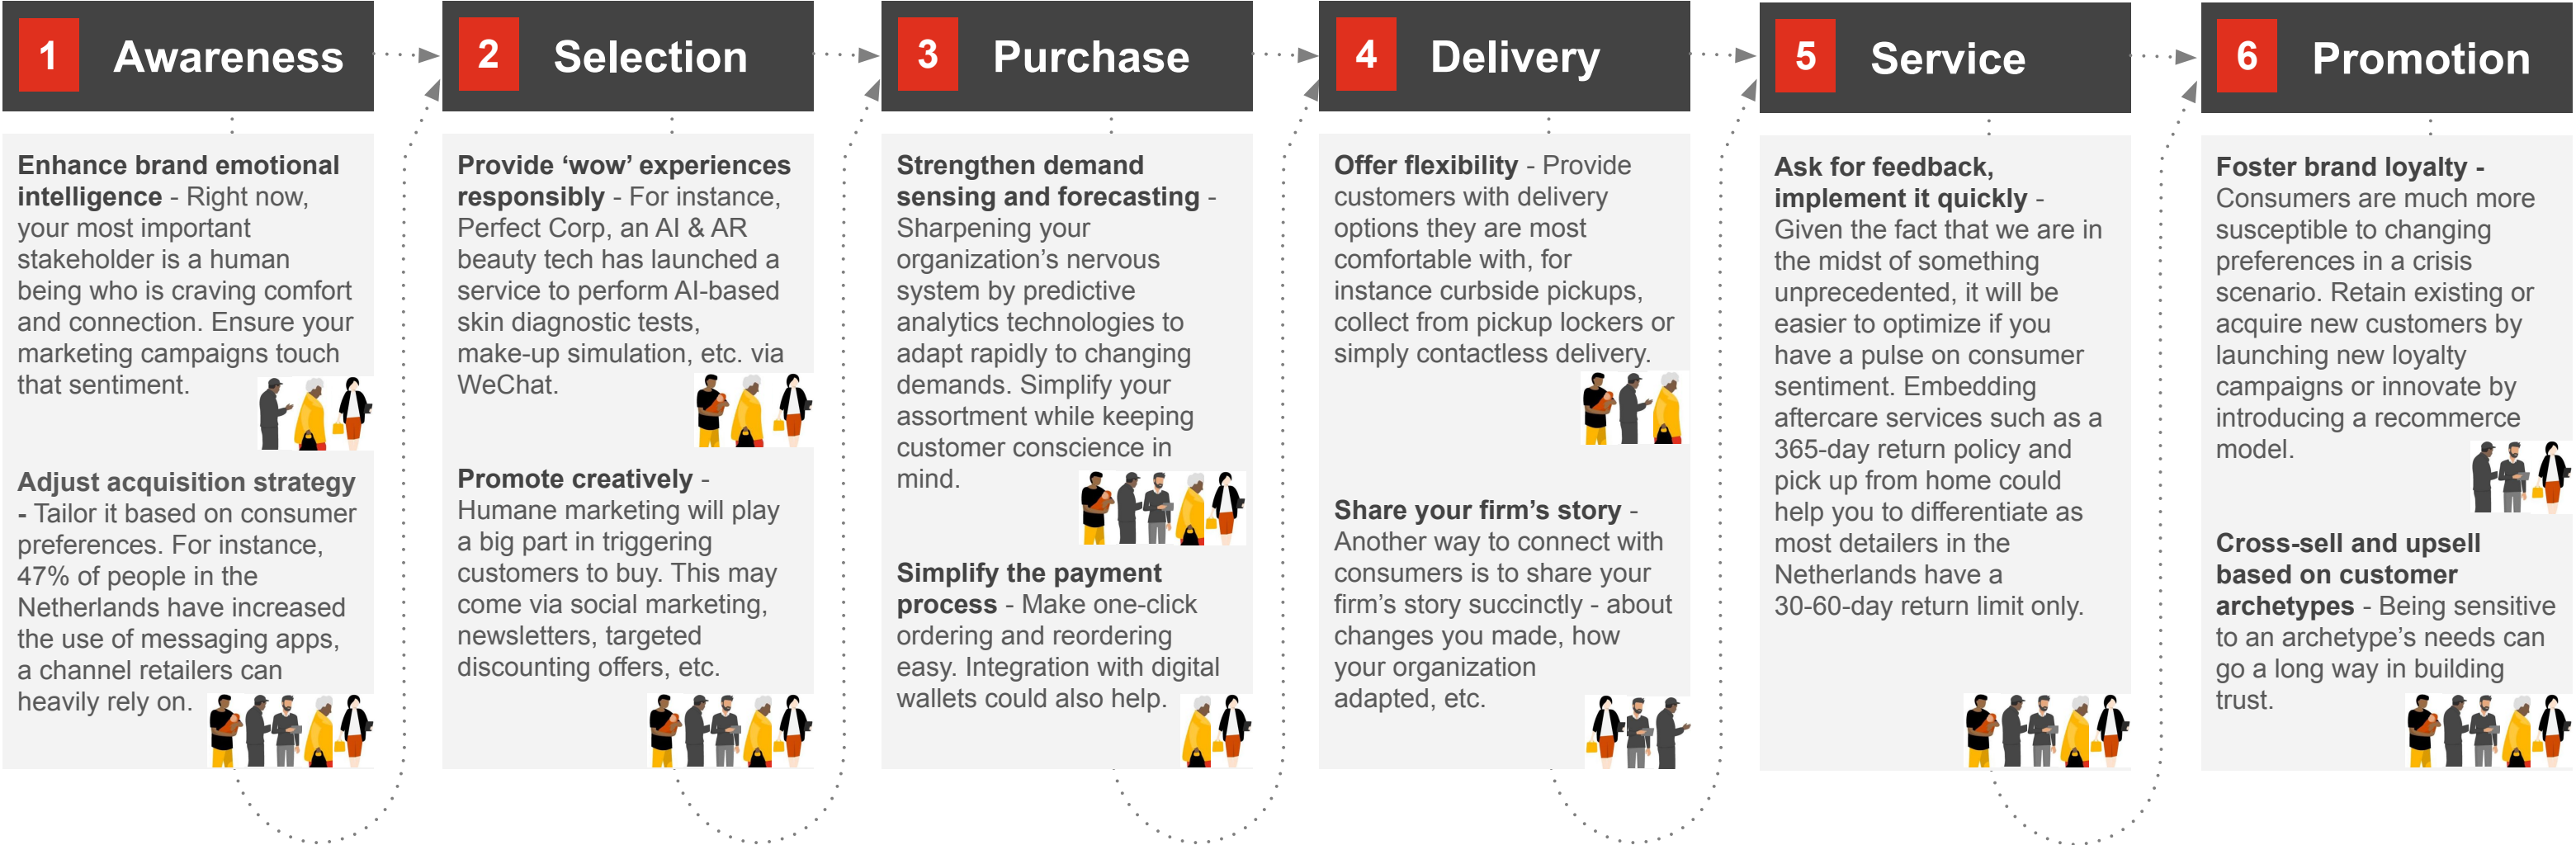 1 Awareness
Enhance brand emotional
intelligence - Right now,
your most important
stakeholder is a human
being who is craving comfort
and connection. Ensure your
marketing campaigns touch
that sentiment.
Adjust acquisition strategy
- Tailor it based on consumer
preferences. For instance,
47% of people in the
Netherlands have increased
the use of messaging apps,
a channel retailers can
heavily rely on.
2 Selection
Provide ‘wow’ experiences
responsibly - For instance,
Perfect Corp, an AI & AR
beauty tech has launched a
service to perform AI-based
skin diagnostic tests,
make-up simulation, etc. via
WeChat.
Promote creatively -
Humane marketing will play
a big part in triggering
customers to buy. This may
come via social marketing,
newsletters, targeted
discounting offers, etc.
3 Purchase
Strengthen demand
sensing and forecasting -
Sharpening your
organization’s nervous
system by predictive
analytics technologies to
adapt rapidly to changing
demands. Simplify your
assortment while keeping
customer conscience in
mind.
Simplify the payment
process - Make one-click
ordering and reordering
easy. Integration with digital
wallets could also help.
4 Delivery
Offer flexibility - Provide
customers with delivery
options they are most
comfortable with, for
instance curbside pickups,
collect from pickup lockers or
simply contactless delivery.
Share your firm’s story -
Another way to connect with
consumers is to share your
firm’s story succinctly - about
changes you made, how
your organization
adapted, etc.
5 Service
Ask for feedback,
implement it quickly -
Given the fact that we are in
the midst of something
unprecedented, it will be
easier to optimize if you
have a pulse on consumer
sentiment. Embedding
aftercare services such as a
365-day return policy and
pick up from home could
help you to differentiate as
most detailers in the
Netherlands have a
30-60-day return limit only.
6 Promotion
Foster brand loyalty -
Consumers are much more
susceptible to changing
preferences in a crisis
scenario. Retain existing or
acquire new customers by
launching new loyalty
campaigns or innovate by
introducing a recommerce
model.
Cross-sell and upsell
based on customer
archetypes - Being sensitive
to an archetype’s needs can
go a long way in building
trust.